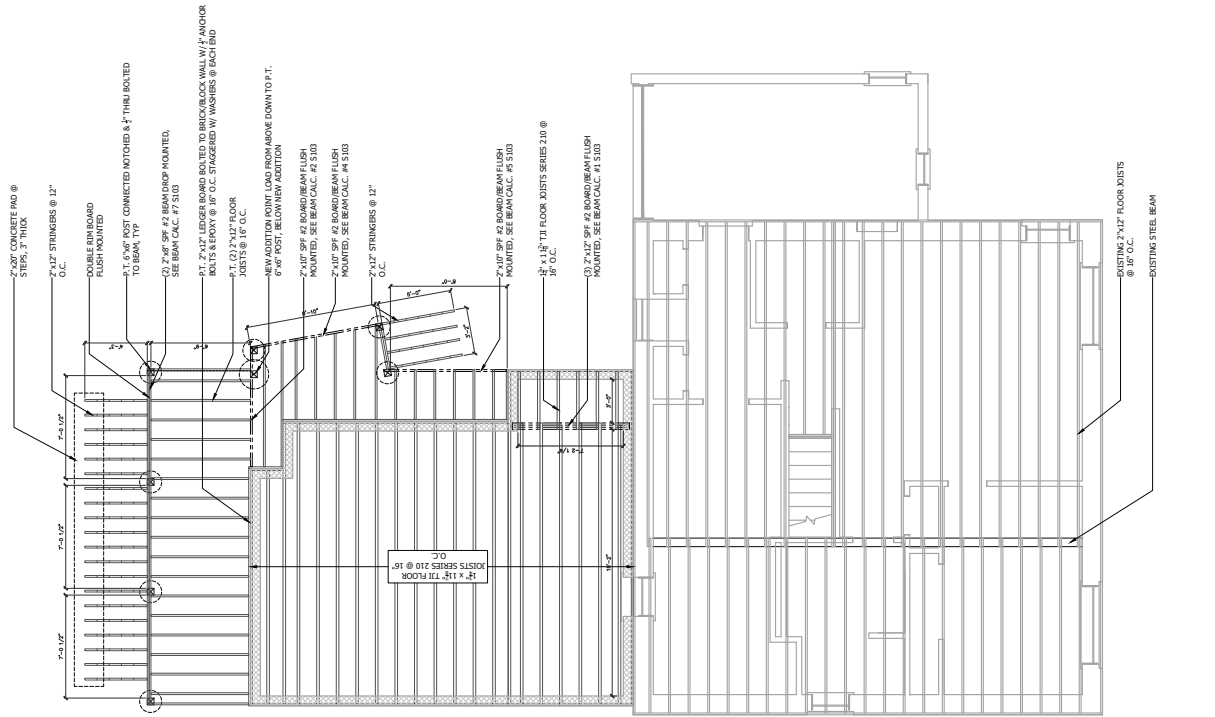 2"x20" CONCRETE PAD @
STEPS, 3" THICK
2"x12" STRINGERS @ 12"
O.C.
DOUBLE RIM BOARD
FLUSH MOUNTED
P.T. 6"x6" POST CONNECTED NOTCHED & ½" THRU BOLTED
TO BEAM, TYP
(2) 2"x8" SPF #2 BEAM DROP MOUNTED,
SEE BEAM CALC. #7 S103
P.T. 2"x12" LEDGER BOARD BOLTED TO BRICK/BLOCK WALL W/ ½" ANCHOR
BOLTS & EPOXY @ 16" O.C. STAGGERED W/ WASHERS @ EACH END
P.T. (2) 2"x12" FLOOR
JOISTS @ 16" O.C.
NEW ADDITION POINT LOAD FROM ABOVE DOWN TO P.T.
6"x6" POST, BELOW NEW ADDITION
2"x10" SPF #2 BOARD/BEAM FLUSH
MOUNTED, SEE BEAM CALC. #2 S103
2"x10" SPF #2 BOARD/BEAM FLUSH
MOUNTED, SEE BEAM CALC. #4 S103
2"x12" STRINGERS @ 12"
O.C.
2"x10" SPF #2 BOARD/BEAM FLUSH
MOUNTED, SEE BEAM CALC. #5 S103
TJI FLOOR JOISTS SERIES 210 @
16" O.C.
(3) 2"x12" SPF #2 BOARD/BEAM FLUSH
MOUNTED, SEE BEAM CALC. #1 S103
EXISTING 2"x12" FLOOR JOISTS
@ 16" O.C.
EXISTING STEEL BEAM
7'-0 1/2"
7'-0 1/2"
7'-0 1/2"
7'-2 1/8"
TJI FLOOR
JOISTS SERIES 210 @ 16"
O.C.